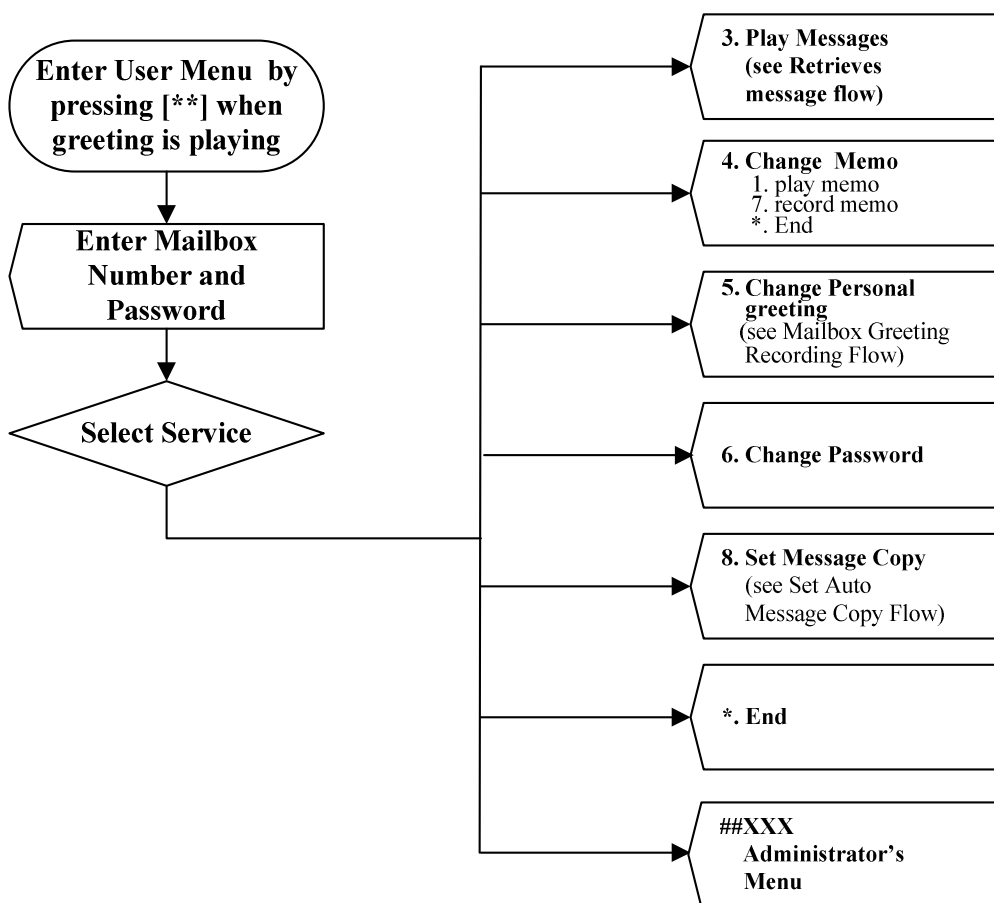 Enter User Menu by
pressing [**] when
greeting is playing
Enter Mailbox
Number and
Password
Select Service
3. Play Messages
(see Retrieves
message flow)
4. Change Memo
1. play memo
7. record memo
*. End
5. Change Personal
greeting
(see Mailbox Greeting
Recording Flow)
6. Change Password
8. Set Message Copy
(see Set Auto
Message Copy Flow)
*. End
##XXX
Administrator’s
Menu